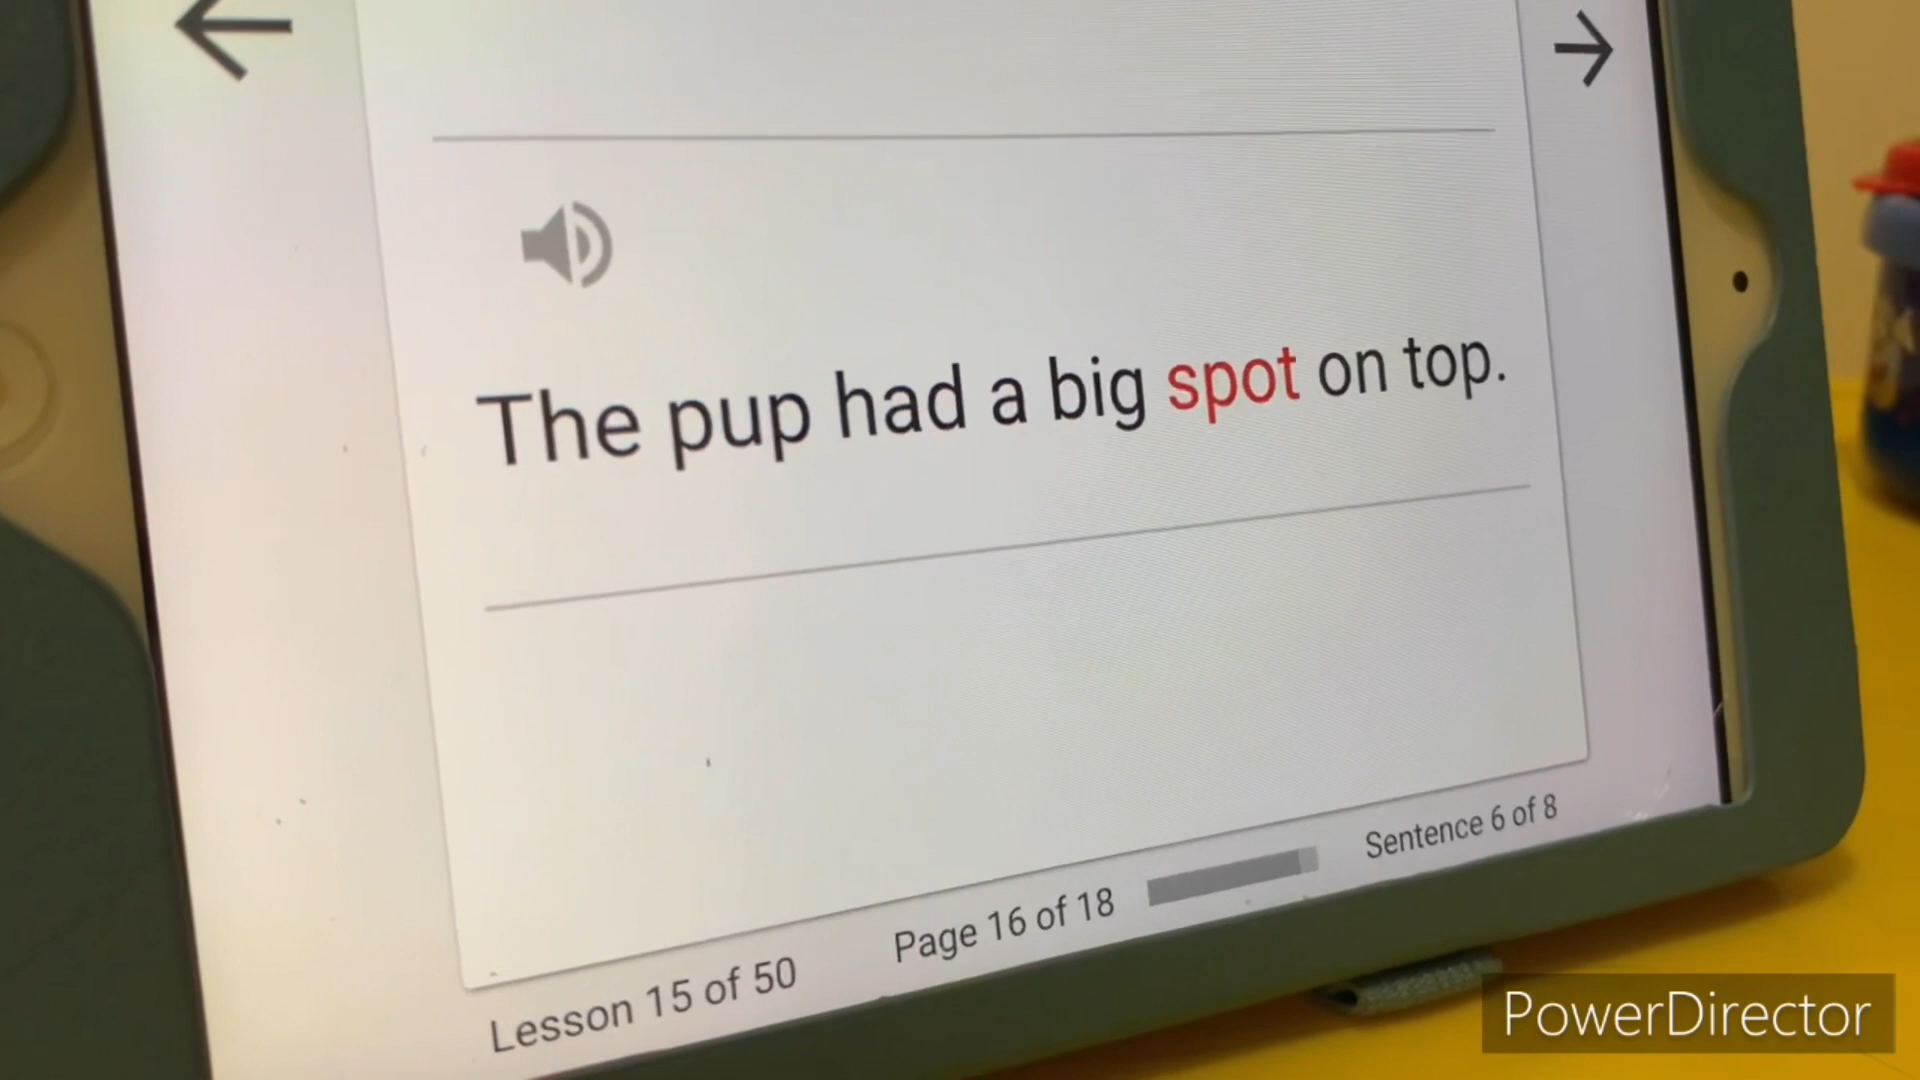 The pup had a big spot on top.
Sentence 6 of 8
Page 16 of 18
Lesson 15 of 50
PowerDirector